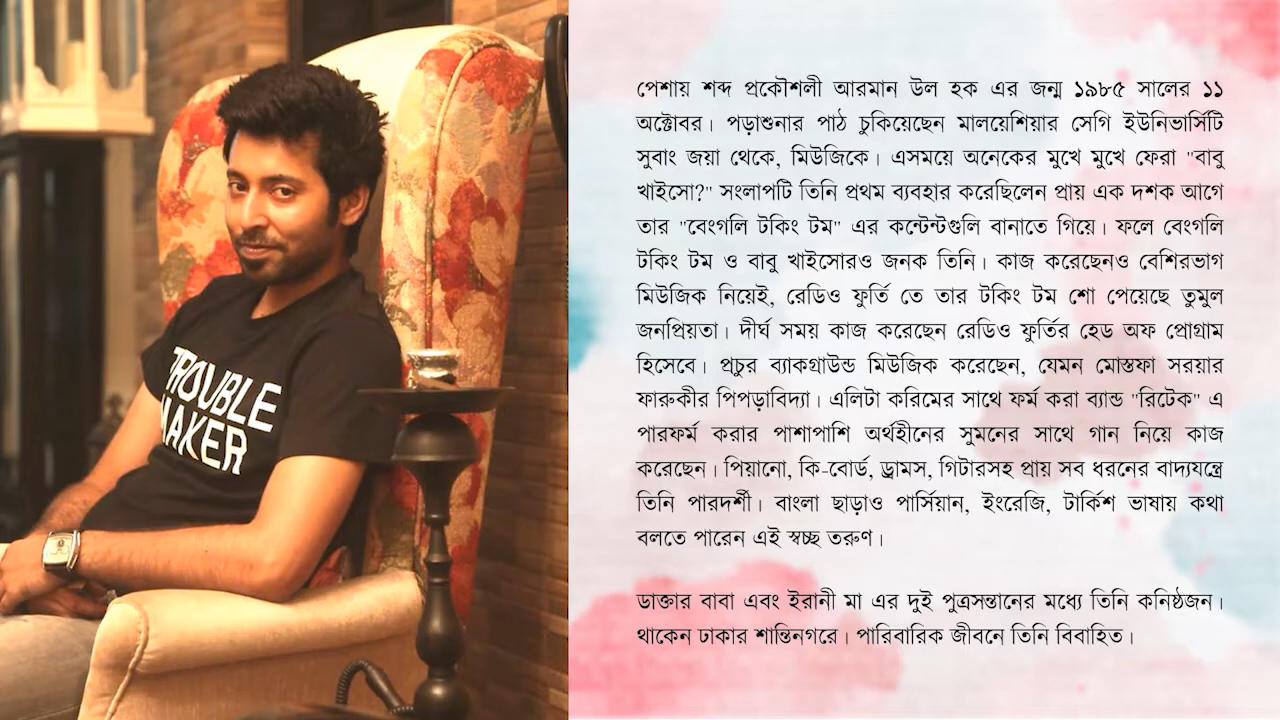 TROUBLE
MAKER
পেশায় শব্দ প্রকৌশলী আরমান উল হক এর জন্ম ১৯৮৫ সালের ১১
অক্টোবর। পড়াশুনার পাঠ চুকিয়েছেন মালয়েশিয়ার সেগি ইউনিভার্সিটি
সুবাং জয়া থেকে, মিউজিকে। এসময়ে অনেকের মুখে মুখে ফেরা "বাবু
খাইসো?" সংলাপটি তিনি প্রথম ব্যবহার করেছিলেন প্রায় এক দশক আগে
তার "বেংগলি টকিং টম" এর কন্টেন্টগুলি বানাতে গিয়ে। ফলে বেংগলি
টকিং টম ও বাবু খাইসোরও জনক তিনি। কাজ করেছেনও বেশিরভাগ
মিউজিক নিয়েই, রেডিও ফুর্তি তে তার টকিং টম শো পেয়েছে তুমুল
জনপ্রিয়তা। দীর্ঘ সময় কাজ করেছেন রেডিও ফুর্তির হেড অফ প্রোগ্রাম
হিসেবে। প্রচুর ব্যাকগ্রাউন্ড মিউজিক করেছেন, যেমন মোস্তফা সরয়ার
ফারুকীর পিপড়াবিদ্যা। এলিটা করিমের সাথে ফর্ম করা ব্যান্ড "রিটেক" এ
পারফর্ম করার পাশাপাশি অর্থহীনের সুমনের সাথে গান নিয়ে কাজ
করেছেন। পিয়ানো, কি-বোর্ড, ড্রামস, গিটারসহ প্রায় সব ধরনের বাদ্যযন্ত্রে
তিনি পারদর্শী। বাংলা ছাড়াও পার্সিয়ান, ইংরেজি, টার্কিশ ভাষায় কথা
বলতে পারেন এই স্বচ্ছ তরুণ।
ডাক্তার বাবা এবং ইরানী মা এর দুই পুত্রসন্তানের মধ্যে তিনি কনিষ্ঠজন।
থাকেন ঢাকার শান্তিনগরে। পারিবারিক জীবনে তিনি বিবাহিত।